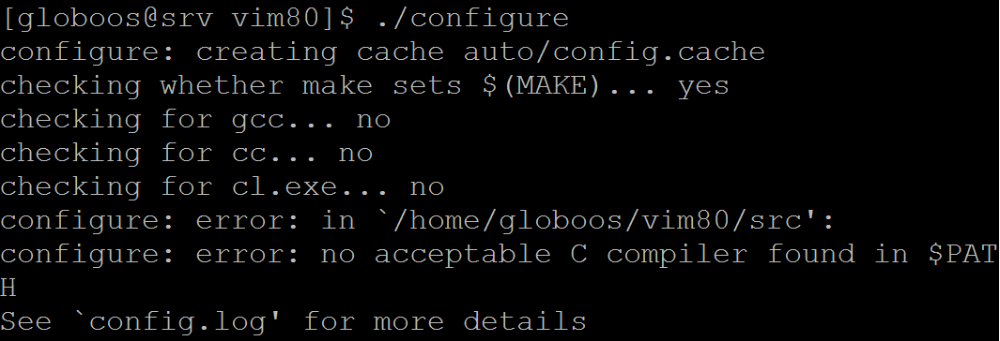 [globoos@srv vim80]$ ./configure
configure: creating cache auto/config.cache
checking whether make sets $(MAKE)... yes
checking for gcc... no
checking for cc... no
checking for cl.exe... no
configure: error: in `/home/globoos/vim80/src':
configure: error: no acceptable C compiler found in $PAT
H
See `config.log' for more details